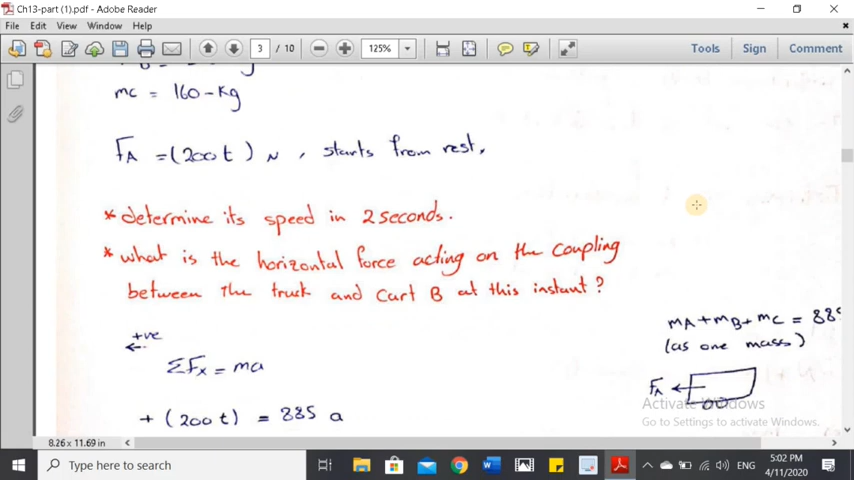 Ch13-part (1).pdf - Adobe Reader
File Edit View Window Help
3 / 10 125% Tools Sign Comment
mc = 160-Kg
FA = (200t) N , starts from rest,
* determine its speed in 2 seconds.
* what is the horizontal force acting on the coupling
between the truck and Cart B at this instant?
+ve
ΣFx = ma
+ (200t) = 885 a
mA+mB+mC = 885
(as one mass)
FA
Activate Windows
Go to Settings to activate Windows.
8.26 x 11.69 in
Type here to search
ENG
5:02 PM
4/11/2020